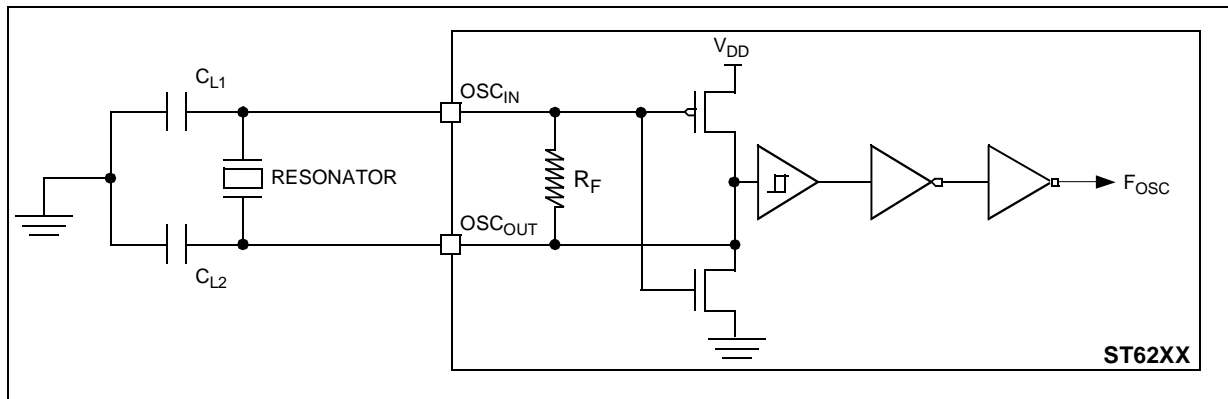 V_DD
C_L1
OSC_IN
RESONATOR
R_F
F_OSC
OSC_OUT
C_L2
ST62XX